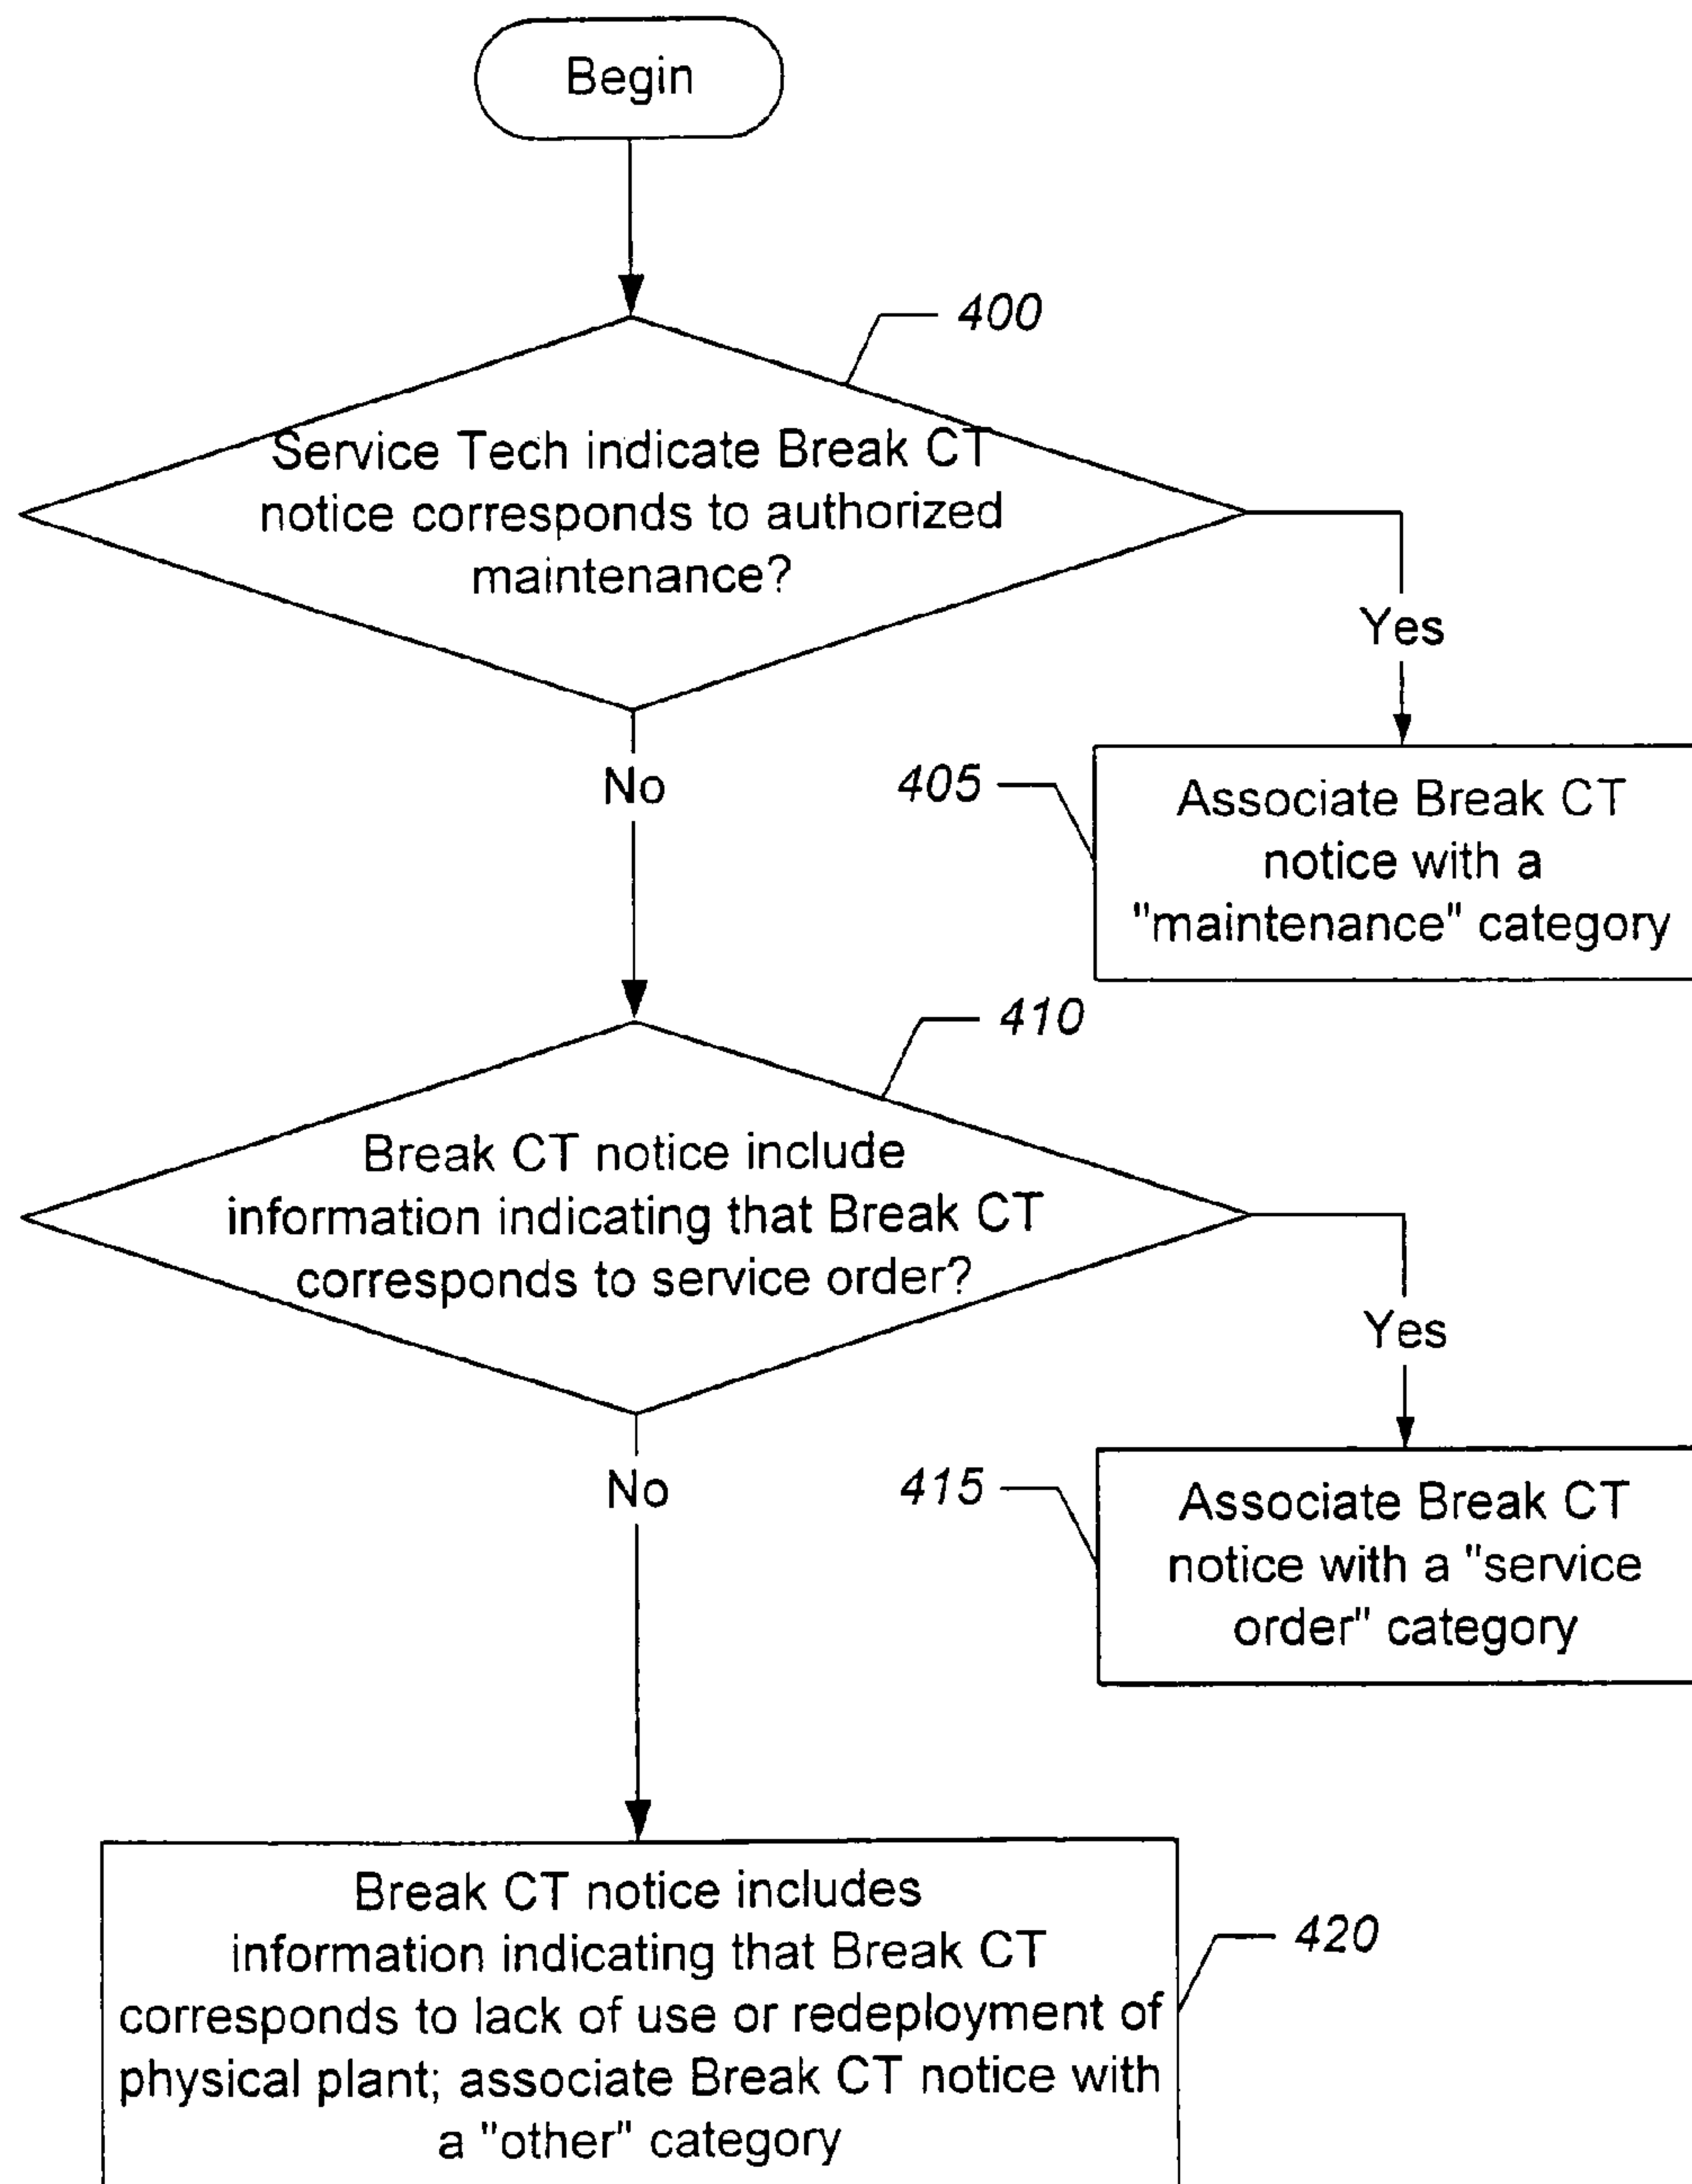 Begin
400
Service Tech indicate Break CT
notice corresponds to authorized
maintenance?
Yes
No
405
Associate Break CT
notice with a
"maintenance" category
410
Break CT notice include
information indicating that Break CT
corresponds to service order?
Yes
No
415
Associate Break CT
notice with a "service
order" category
Break CT notice includes
information indicating that Break CT
corresponds to lack of use or redeployment of
physical plant; associate Break CT notice with
a "other" category
420